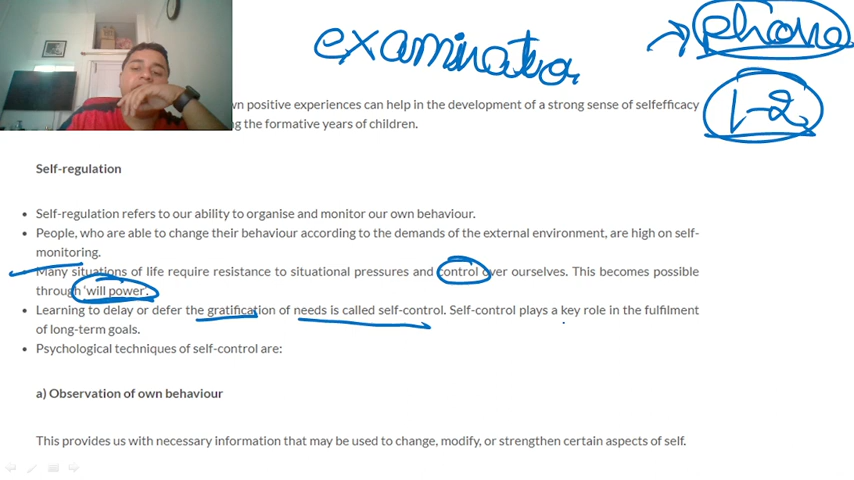 examination
phone
1-2
wn positive experiences can help in the development of a strong sense of selfefficacy
ng the formative years of children.
Self-regulation
• Self-regulation refers to our ability to organise and monitor our own behaviour.
• People, who are able to change their behaviour according to the demands of the external environment, are high on self-
monitoring.
• Many situations of life require resistance to situational pressures and control over ourselves. This becomes possible
through 'will power'.
• Learning to delay or defer the gratification of needs is called self-control. Self-control plays a key role in the fulfilment
of long-term goals.
• Psychological techniques of self-control are:
a) Observation of own behaviour
This provides us with necessary information that may be used to change, modify, or strengthen certain aspects of self.